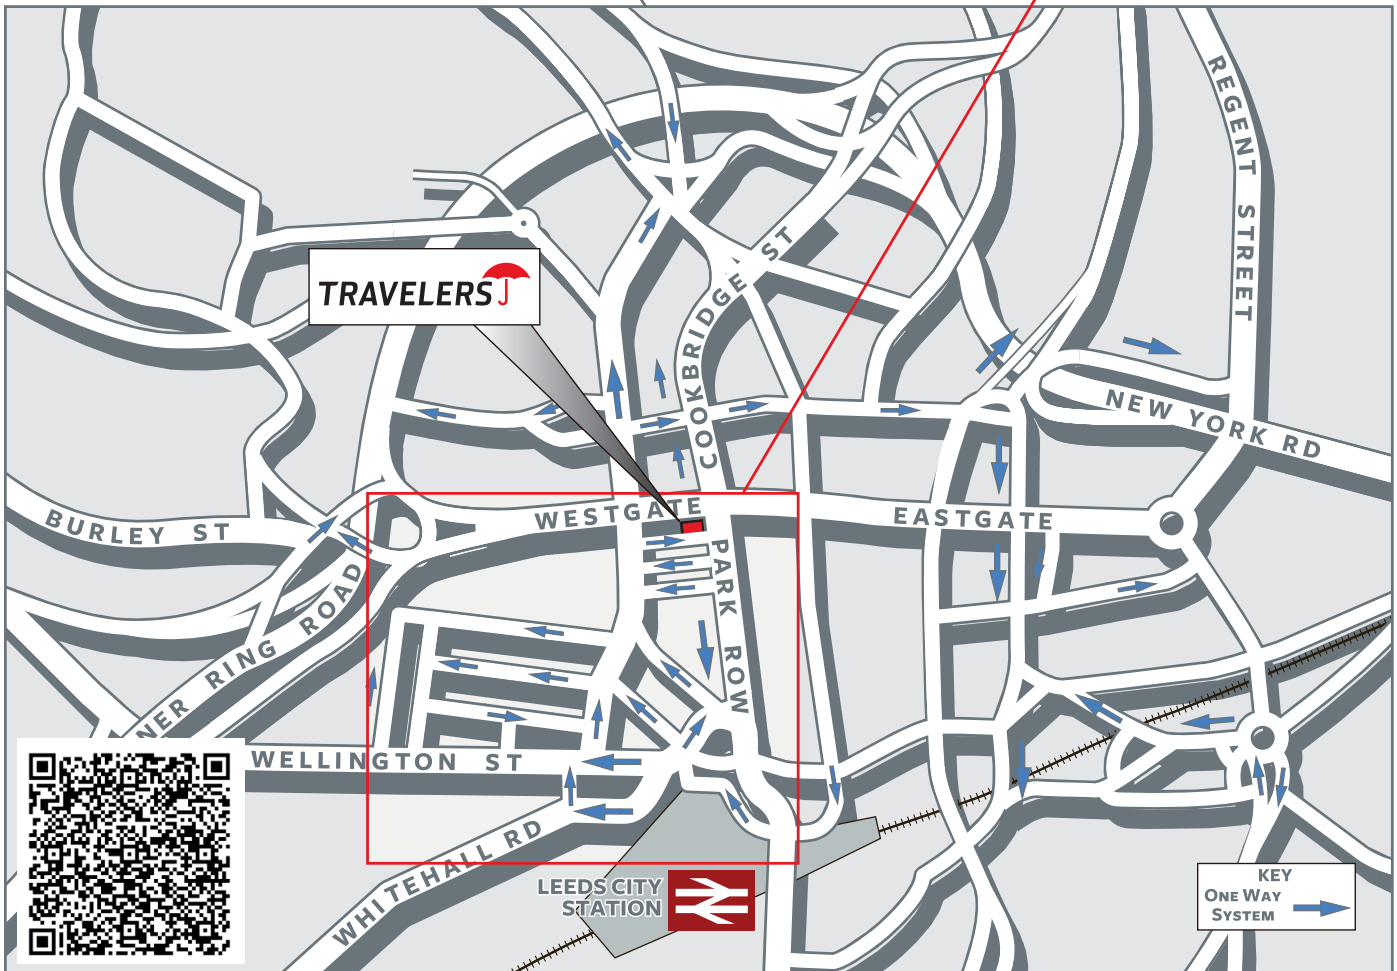 REGENT STREET
COOKBRIDGE ST
TRAVELERS
NEW YORK RD
BURLEY ST
WESTGATE
EASTGATE
PARK ROW
NER RING ROAD
WELLINGTON ST
WHITEHALL RD
LEEDS CITY
STATION
KEY
ONE WAY
SYSTEM